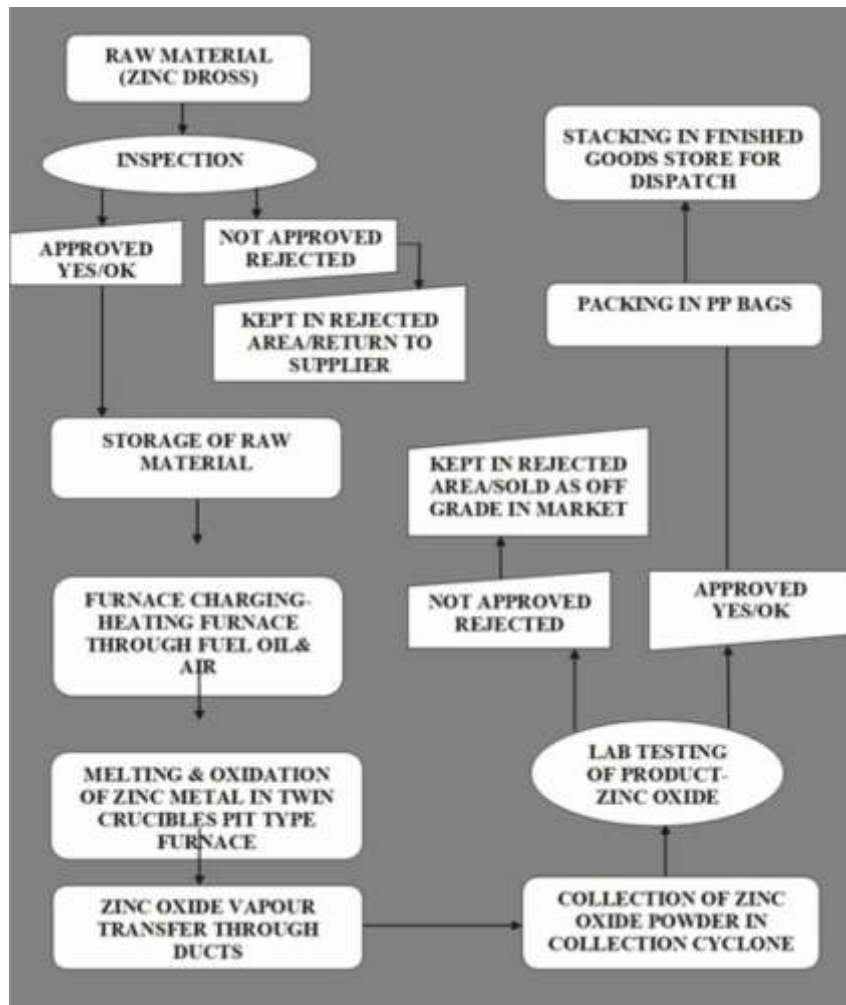 RAW MATERIAL
(ZINC DROSS)
INSPECTION
APPROVED
YES/OK
NOT APPROVED
REJECTED
KEPT IN REJECTED
AREA/RETURN TO
SUPPLIER
STORAGE OF RAW
MATERIAL
FURNACE CHARGING-
HEATING FURNACE
THROUGH FUEL OIL&
AIR
MELTING & OXIDATION
OF ZINC METAL IN TWIN
CRUCIBLES PIT TYPE
FURNACE
ZINC OXIDE VAPOUR
TRANSFER THROUGH
DUCTS
COLLECTION OF ZINC
OXIDE POWDER IN
COLLECTION CYCLONE
LAB TESTING
OF PRODUCT-
ZINC OXIDE
NOT APPROVED
REJECTED
KEPT IN REJECTED
AREA/SOLD AS OFF
GRADE IN MARKET
APPROVED
YES/OK
PACKING IN PP BAGS
STACKING IN FINISHED
GOODS STORE FOR
DISPATCH